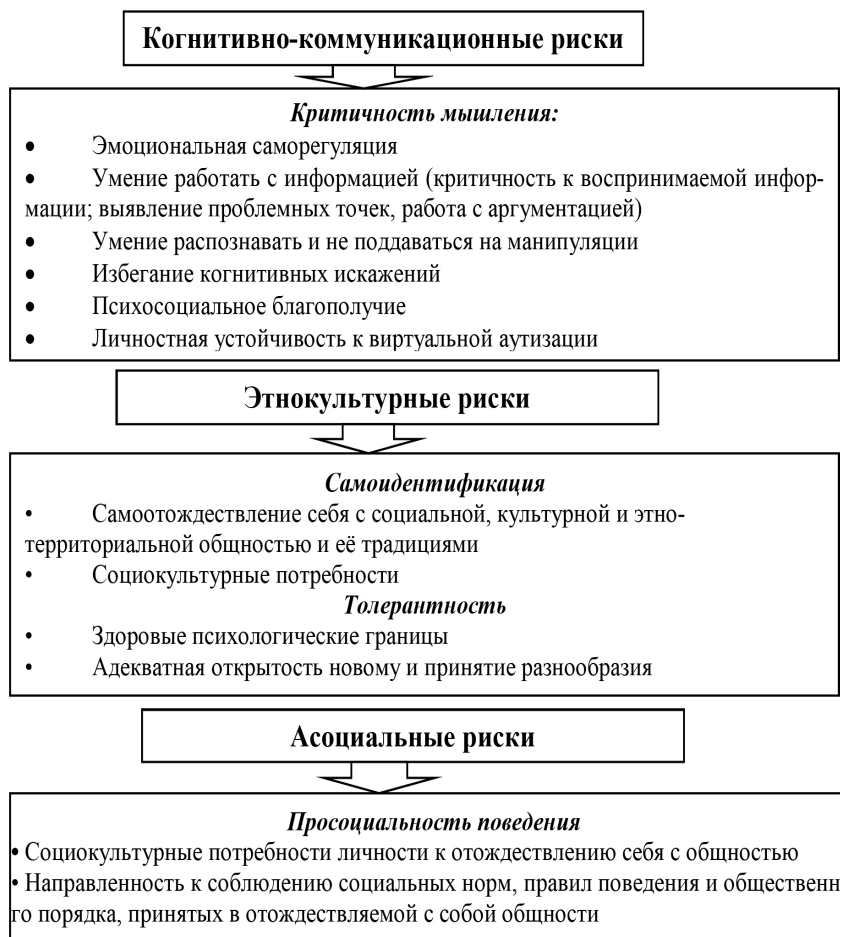 Когнитивно-коммуникационные риски
Критичность мышления:
• Эмоциональная саморегуляция
• Умение работать с информацией (критичность к воспринимаемой инфор-
мации; выявление проблемных точек, работа с аргументацией)
• Умение распознавать и не поддаваться на манипуляции
• Избегание когнитивных искажений
• Психосоциальное благополучие
• Личностная устойчивость к виртуальной аутизации
Этнокультурные риски
Самоидентификация
• Самоотождествление себя с социальной, культурной и этно-
территориальной общностью и её традициями
• Социокультурные потребности
Толерантность
• Здоровые психологические границы
• Адекватная открытость новому и принятие разнообразия
Асоциальные риски
Просоциальность поведения
• Социокультурные потребности личности к отождествлению себя с общностью
• Направленность к соблюдению социальных норм, правил поведения и общественн
го порядка, принятых в отождествляемой с собой общности